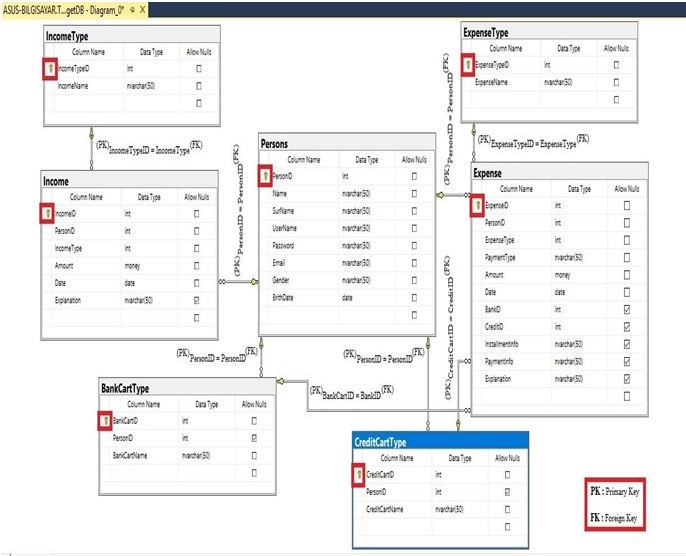 ASUS-BILGISAYAR.T...getDB - Diagram_0*
IncomeType
Column Name Data Type Allow Nulls
IncomeTypeID int
IncomeName nvarchar(50)
ExpenseType
Column Name Data Type Allow Nulls
ExpenseTypeID int
ExpenseName nvarchar(50)
(PK)IncomeTypeID = IncomeType(FK)
(PK)PersonID = PersonID(FK)
(PK)ExpenseTypeID = ExpenseType(FK)
Persons
Column Name Data Type Allow Nulls
PersonID int
Name nvarchar(50)
SurName nvarchar(50)
UserName nvarchar(50)
Password nvarchar(50)
Email nvarchar(50)
Gender nvarchar(50)
BrithDate date
Income
Column Name Data Type Allow Nulls
IncomeID int
PersonID int
IncomeType int
Amount money
Date date
Explanation nvarchar(50)
(PK)PersonID = PersonID(FK)
Expense
Column Name Data Type Allow Nulls
ExpenseID int
PersonID int
ExpenseType int
PaymentType nvarchar(50)
Amount money
Date date
BankID int
CreditID int
InstallmentInfo nvarchar(50)
PaymentInfo nvarchar(50)
Explanation nvarchar(50)
(PK)CreditCartID = CreditID(FK)
(PK)PersonID = PersonID(FK)
(PK)PersonID = PersonID(FK)
(PK)BankCartID = BankID(FK)
BankCartType
Column Name Data Type Allow Nulls
BankCartID int
PersonID int
BankCartName nvarchar(50)
CreditCartType
Column Name Data Type Allow Nulls
CreditCartID int
PersonID int
CreditCartName nvarchar(50)
PK : Primary Key
FK : Foreign Key